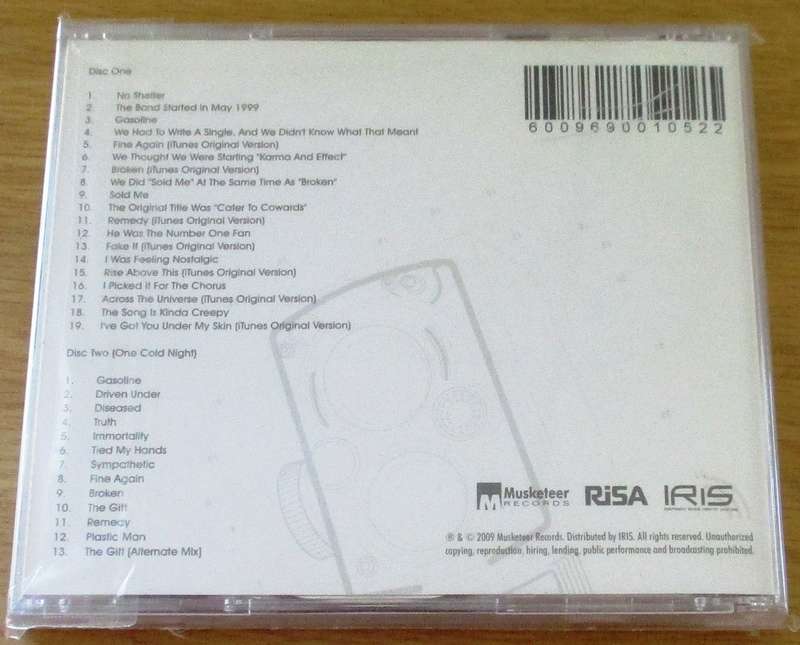 Disc One
1. No Shelter
2. The Band Started In May 1999
3. Gasoline
4. We Had To Write A Single, And We Didn't Know What That Meant
5. Fine Again (iTunes Original Version)
6. We Thought We Were Starting "Karma And Effect"
7. Broken (iTunes Original Version)
8. We Did "Sold Me" At The Same Time As "Broken"
9. Sold Me
10. The Original Title Was "Cater To Cowards"
11. Remedy (iTunes Original Version)
12. He Was The Number One Fan
13. Fake It (iTunes Original Version)
14. I Was Feeling Nostalgic
15. Rise Above This (iTunes Original Version)
16. I Picked It For The Chorus
17. Across The Universe (iTunes Original Version)
18. The Song Is Kinda Creepy
19. I've Got You Under My Skin (iTunes Original Version)
Disc Two (One Cold Night)
1. Gasoline
2. Driven Under
3. Diseased
4. Truth
5. Immortality
6. Tied My Hands
7. Sympathetic
8. Fine Again
9. Broken
10. The Gift
11. Remedy
12. Plastic Man
13. The Gift (Alternate Mix)
6009690010522
M Musketeer RECORDS RiSA IRIS
℗ & © 2009 Musketeer Records. Distributed by IRIS. All rights reserved. Unauthorized
copying, reproduction, hiring, lending, public performance and broadcasting prohibited.